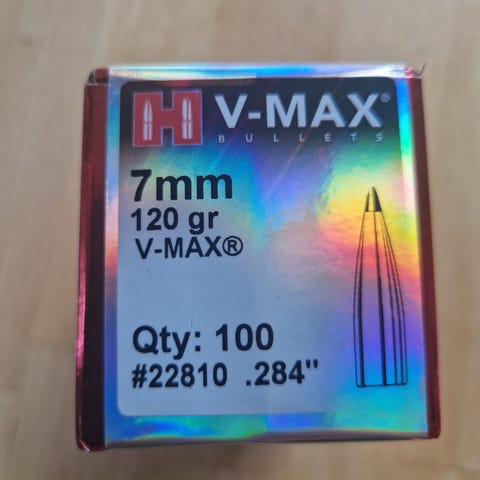 H V-MAX®
BULLETS
7mm
120 gr
V-MAX®
Qty: 100
#22810 .284"